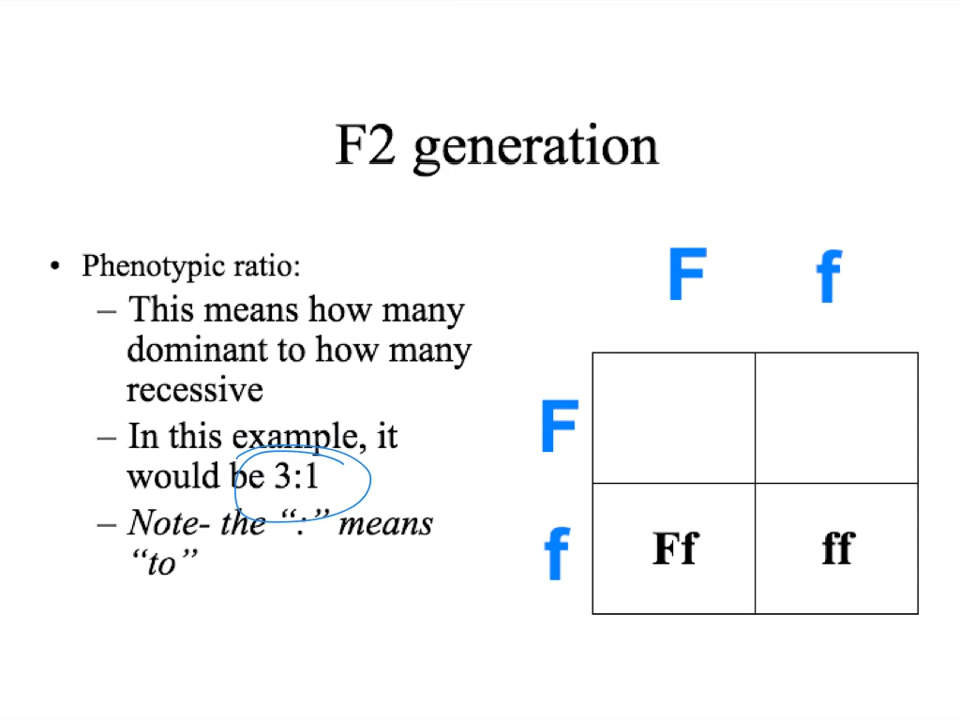 F2 generation
• Phenotypic ratio:
– This means how many
dominant to how many
recessive
– In this example, it
would be 3:1
– Note- the “:” means
“to”
F f
F
f Ff ff